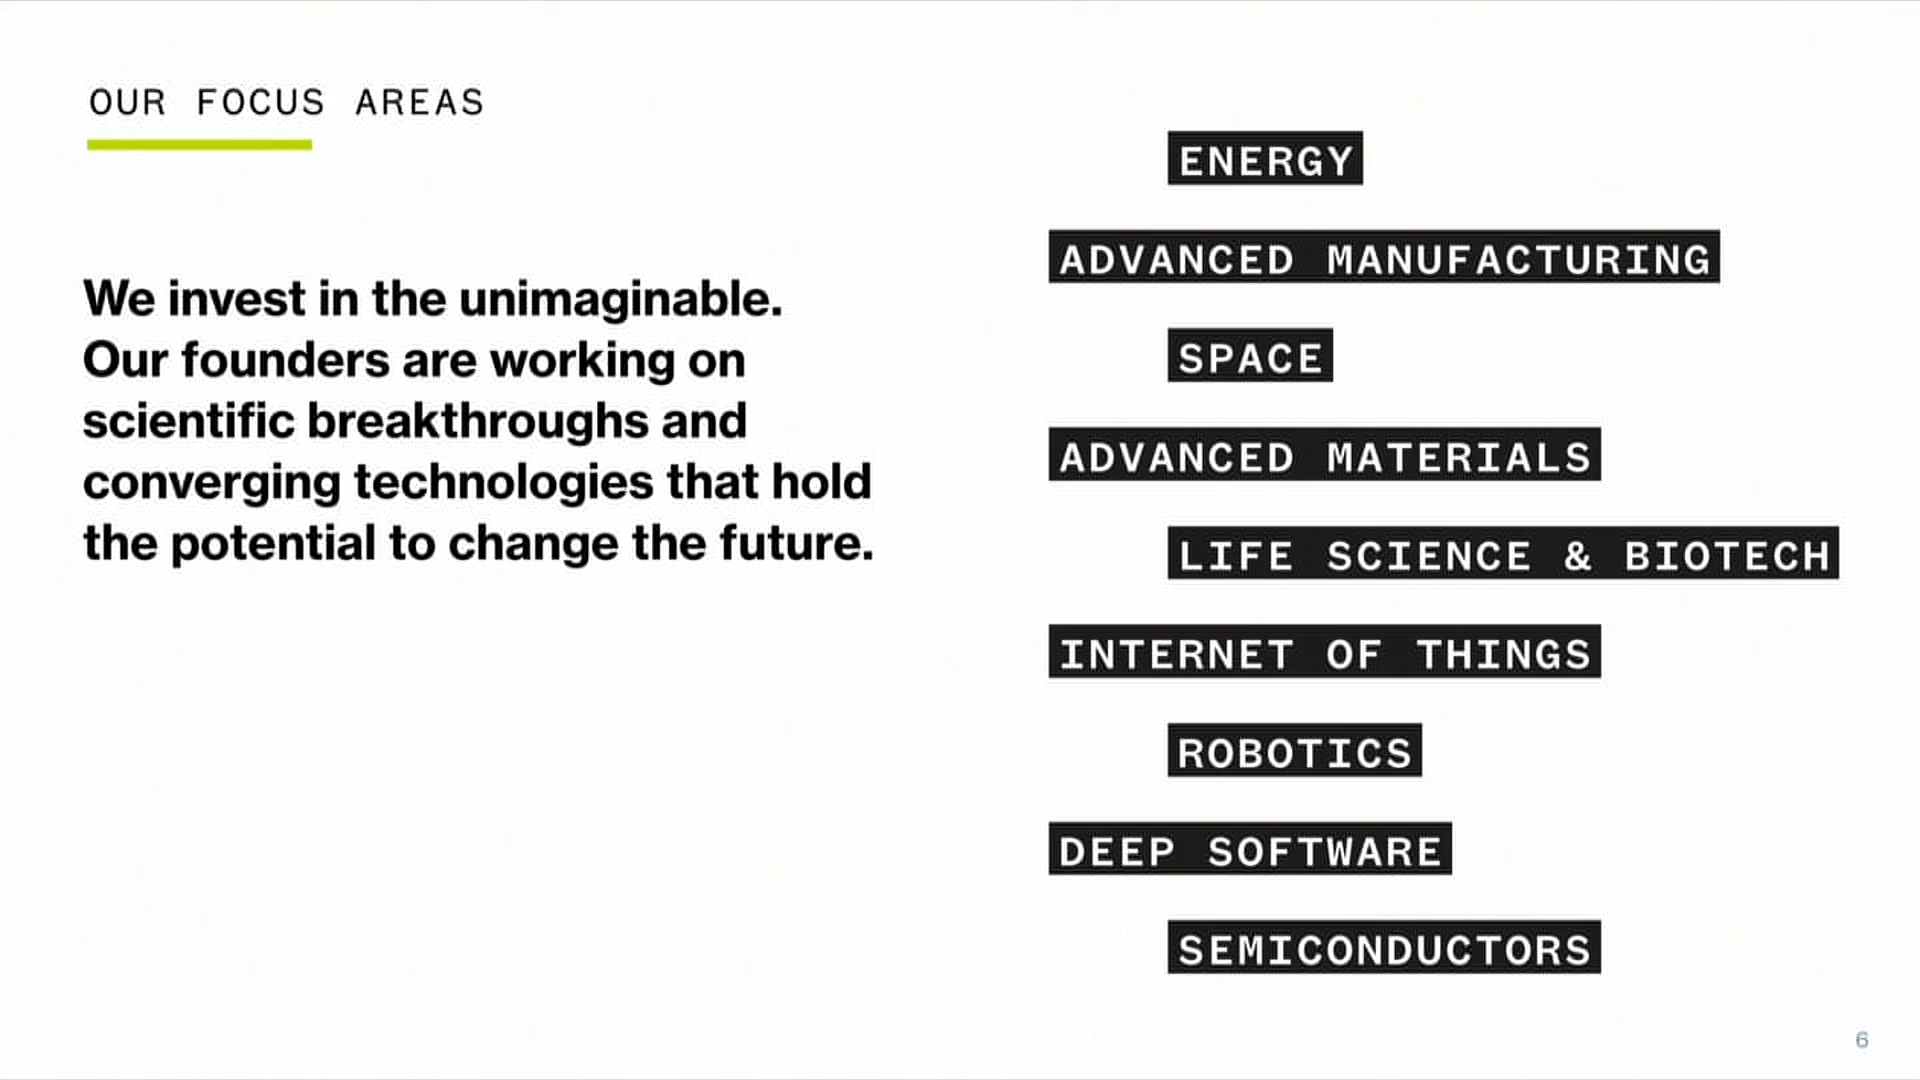 OUR FOCUS AREAS
We invest in the unimaginable.
Our founders are working on
scientific breakthroughs and
converging technologies that hold
the potential to change the future.
ENERGY
ADVANCED MANUFACTURING
SPACE
ADVANCED MATERIALS
LIFE SCIENCE & BIOTECH
INTERNET OF THINGS
ROBOTICS
DEEP SOFTWARE
SEMICONDUCTORS
6